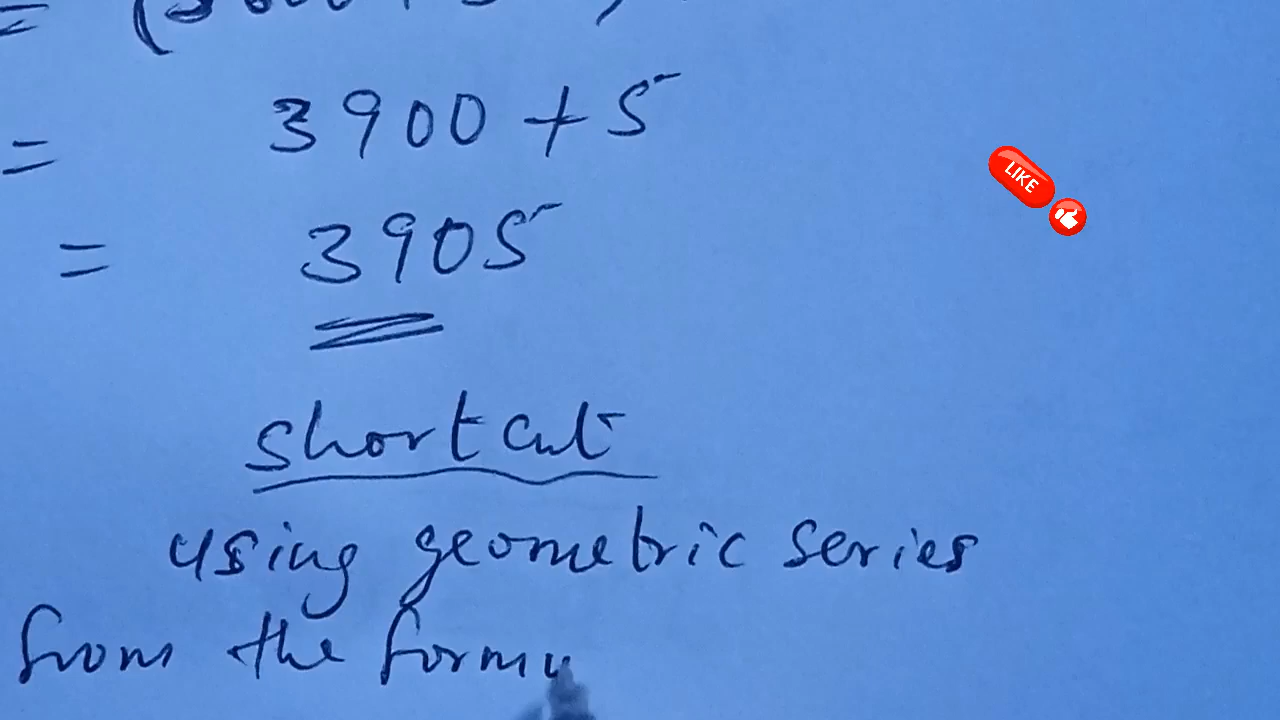 = 3900 + 5
= 3905
shortcut
using geometric series
from the formu
LIKE